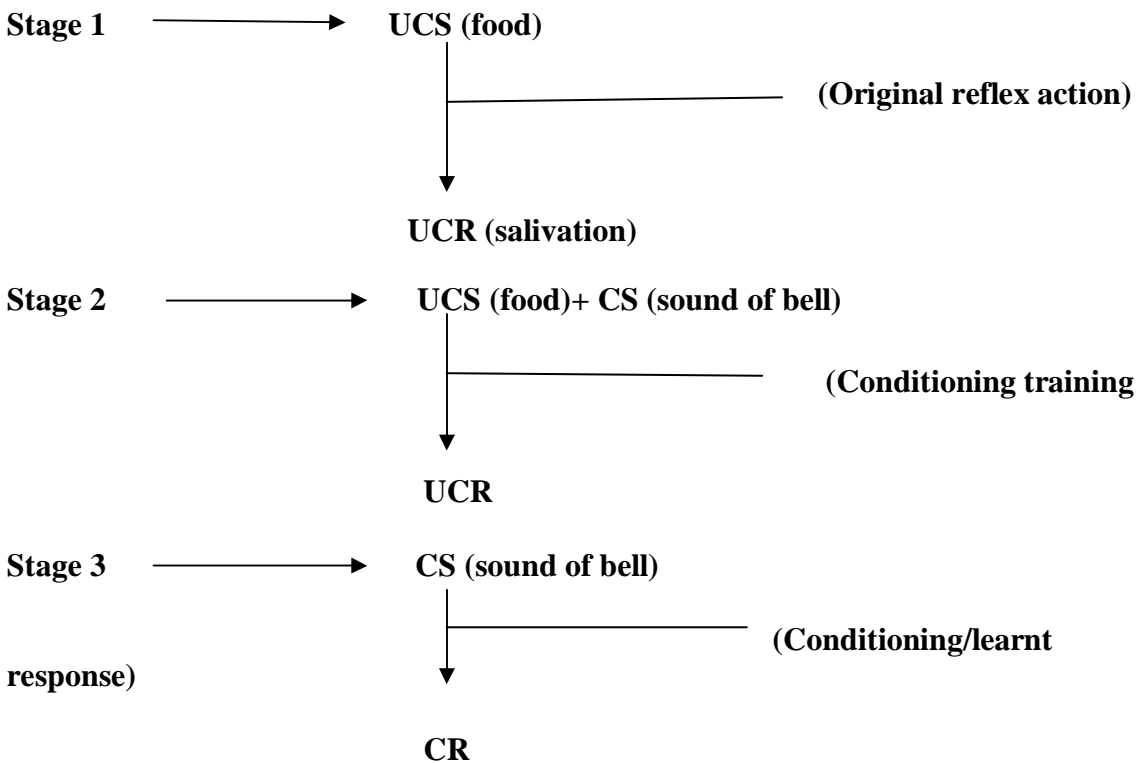 Stage 1 UCS (food)
(Original reflex action)
UCR (salivation)
Stage 2 UCS (food)+ CS (sound of bell)
(Conditioning training
UCR
Stage 3 CS (sound of bell)
(Conditioning/learnt
response)
CR